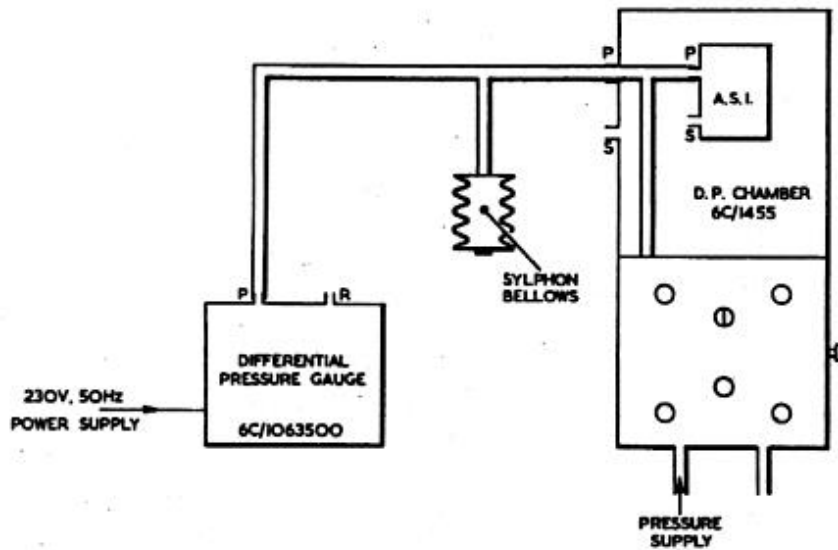 P
P
A.S.I.
S
S
D.P. CHAMBER
6C/1455
SYLPHON
BELLOWS
P
R
DIFFERENTIAL
PRESSURE GAUGE
230V, 50Hz
POWER SUPPLY
6C/1063500
PRESSURE
SUPPLY